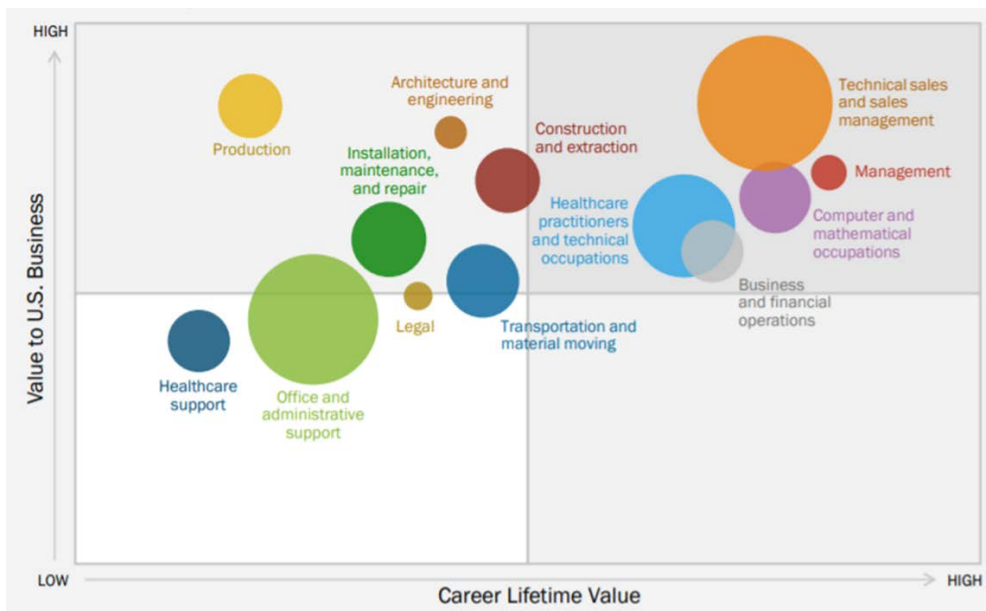 HIGH
Value to U.S. Business
LOW
Production
Architecture and
engineering
Installation,
maintenance,
and repair
Construction
and extraction
Technical sales
and sales
management
Management
Healthcare
practitioners
and technical
occupations
Computer and
mathematical
occupations
Business
and financial
operations
Legal
Transportation and
material moving
Healthcare
support
Office and
administrative
support
Career Lifetime Value
HIGH